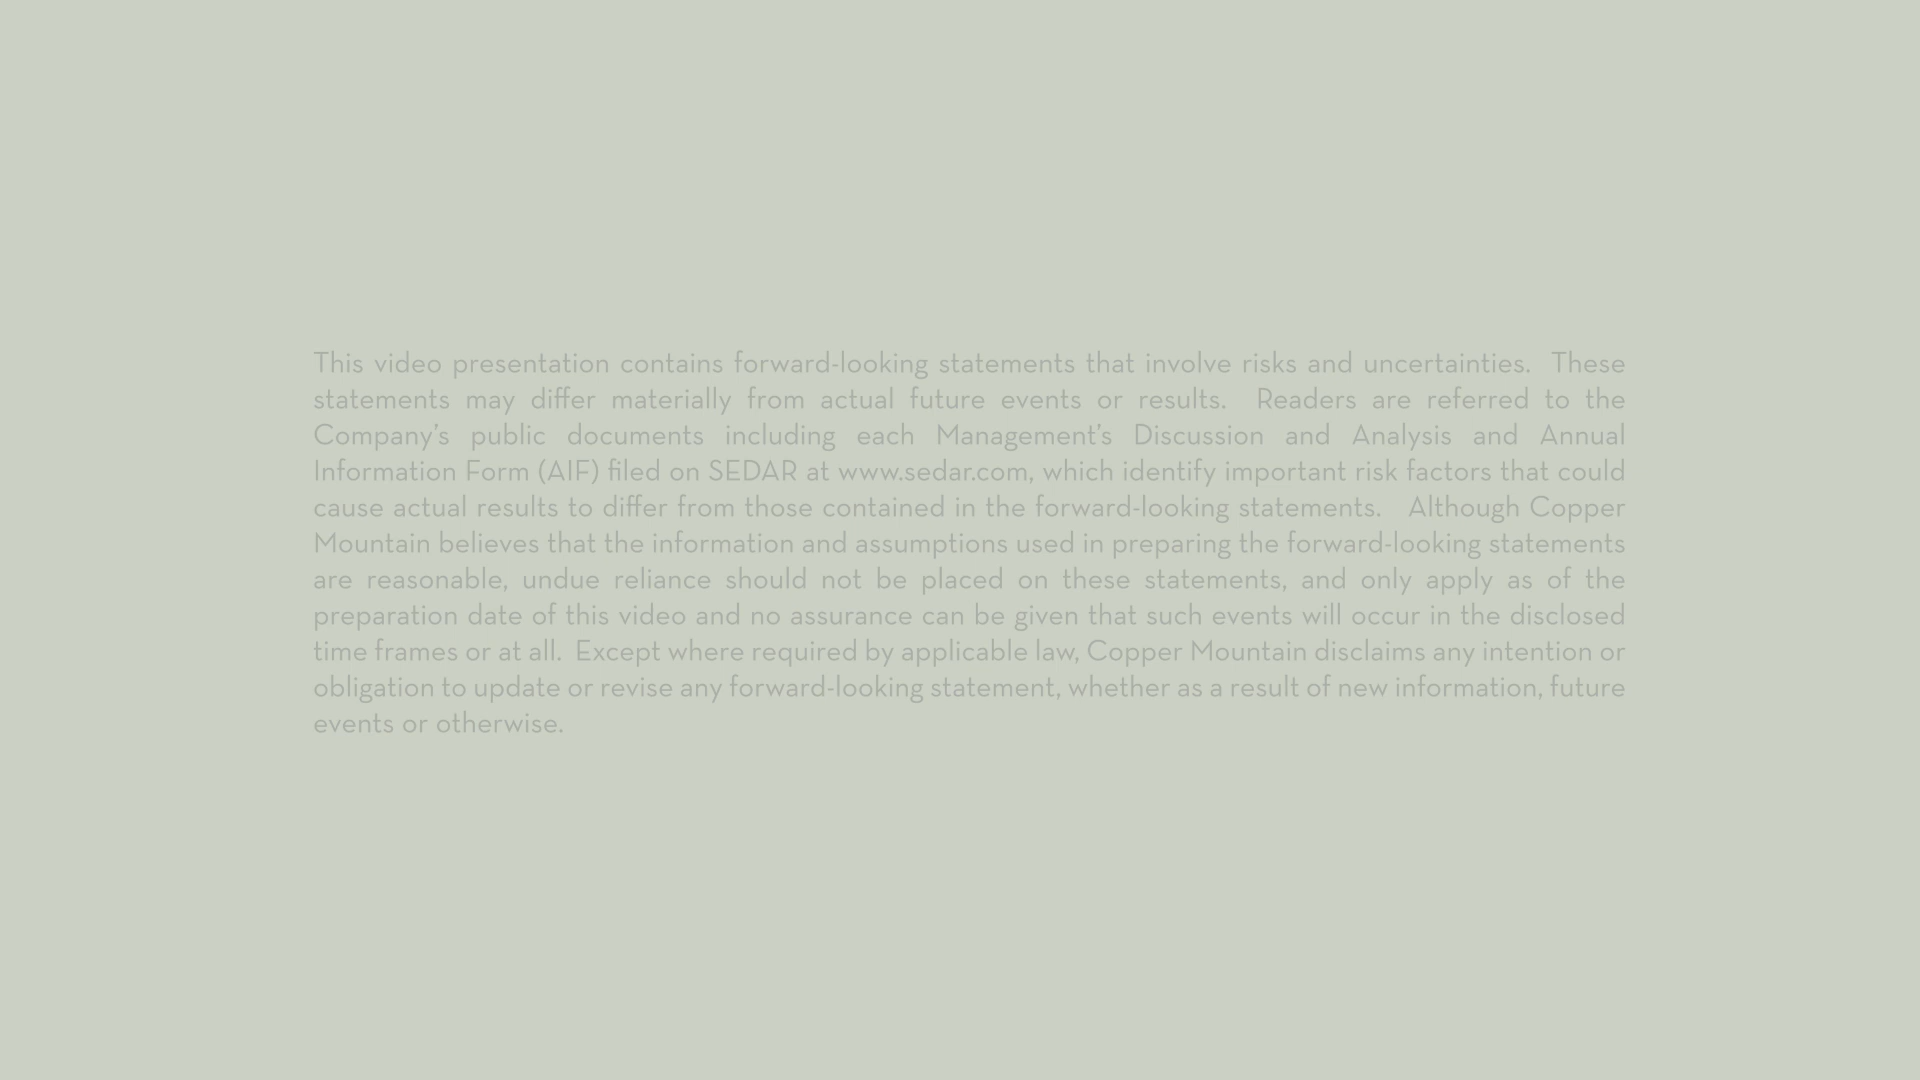 This video presentation contains forward-looking statements that involve risks and uncertainties.  These
statements may differ materially from actual future events or results.  Readers are referred to the
Company’s public documents including each Management’s Discussion and Analysis and Annual
Information Form (AIF) filed on SEDAR at www.sedar.com, which identify important risk factors that could
cause actual results to differ from those contained in the forward-looking statements.   Although Copper
Mountain believes that the information and assumptions used in preparing the forward-looking statements
are reasonable, undue reliance should not be placed on these statements, and only apply as of the
preparation date of this video and no assurance can be given that such events will occur in the disclosed
time frames or at all.  Except where required by applicable law, Copper Mountain disclaims any intention or
obligation to update or revise any forward-looking statement, whether as a result of new information, future
events or otherwise.